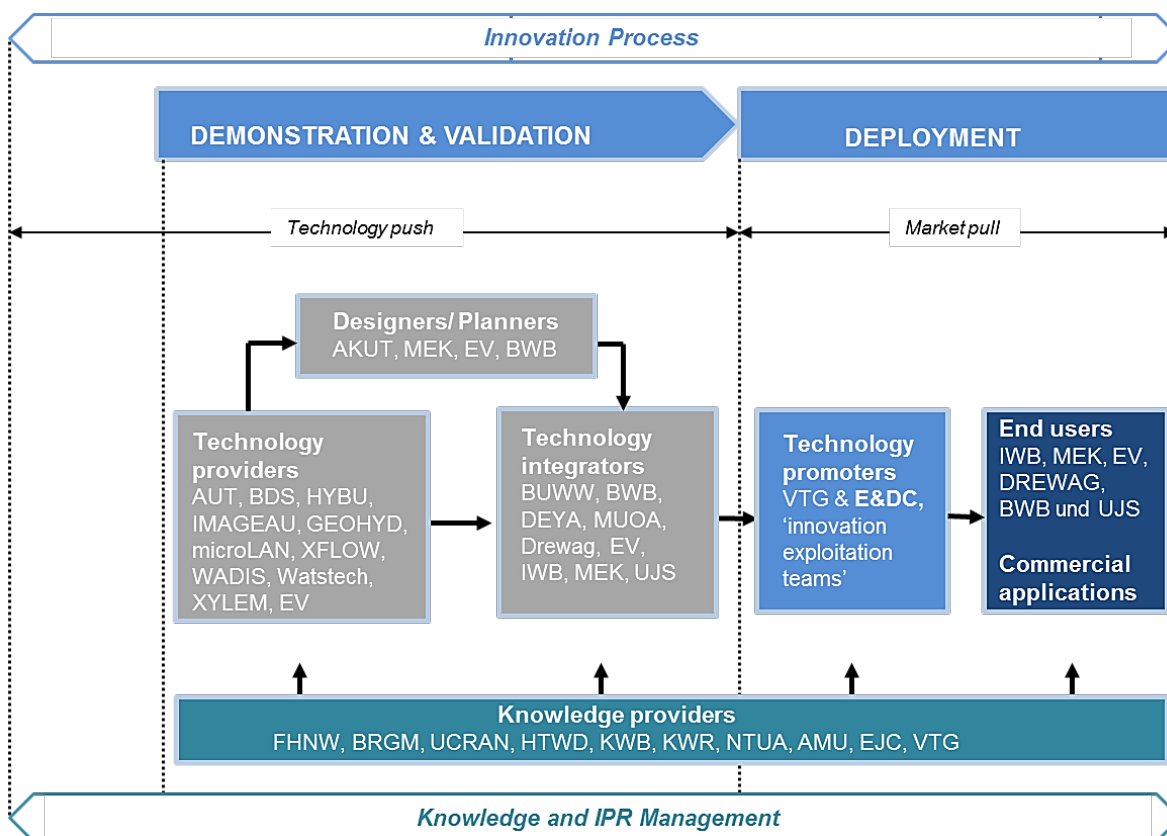 Innovation Process
DEMONSTRATION & VALIDATION
DEPLOYMENT
Technology push
Market pull
Designers/ Planners
AKUT, MEK, EV, BWB
Technology
providers
AUT, BDS, HYBU,
IMAGEAU, GEOHYD,
microLAN, XFLOW,
WADIS, Watstech,
XYLEM, EV
Technology
integrators
BUWW, BWB,
DEYA, MUOA,
Drewag, EV,
IWB, MEK, UJS
Technology
promoters
VTG & E&DC,
‘innovation
exploitation
teams’
End users
IWB, MEK, EV,
DREWAG,
BWB und UJS
Commercial
applications
Knowledge providers
FHNW, BRGM, UCRAN, HTWD, KWB, KWR, NTUA, AMU, EJC, VTG
Knowledge and IPR Management